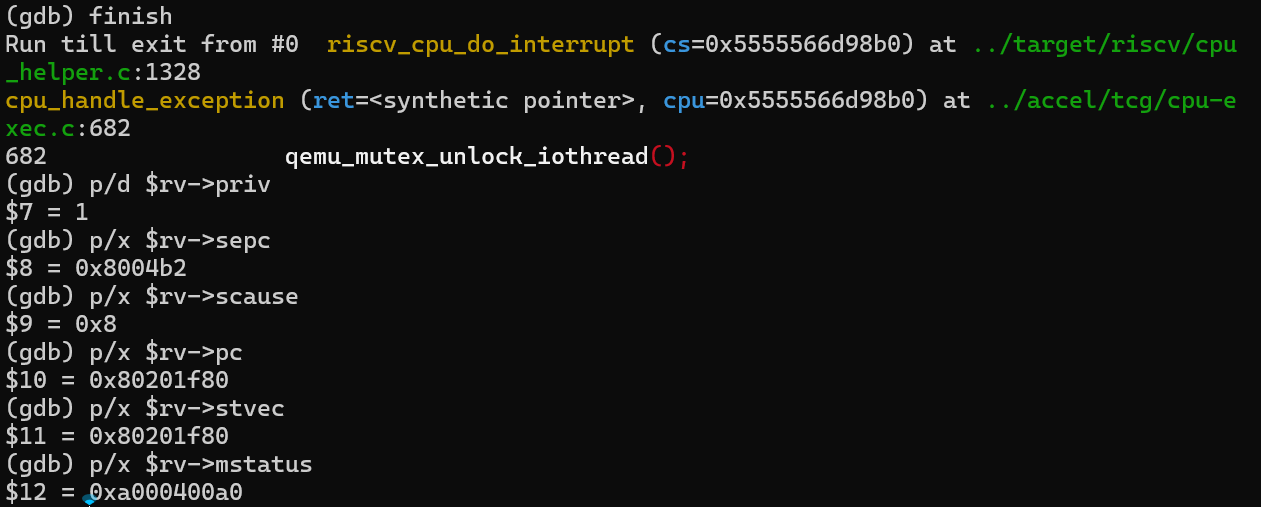 (gdb) finish
Run till exit from #0  riscv_cpu_do_interrupt (cs=0x5555566d98b0) at ../target/riscv/cpu
_helper.c:1328
cpu_handle_exception (ret=<synthetic pointer>, cpu=0x5555566d98b0) at ../accel/tcg/cpu-e
xec.c:682
682                 qemu_mutex_unlock_iothread();
(gdb) p/d $rv->priv
$7 = 1
(gdb) p/x $rv->sepc
$8 = 0x8004b2
(gdb) p/x $rv->scause
$9 = 0x8
(gdb) p/x $rv->pc
$10 = 0x80201f80
(gdb) p/x $rv->stvec
$11 = 0x80201f80
(gdb) p/x $rv->mstatus
$12 = 0xa000400a0